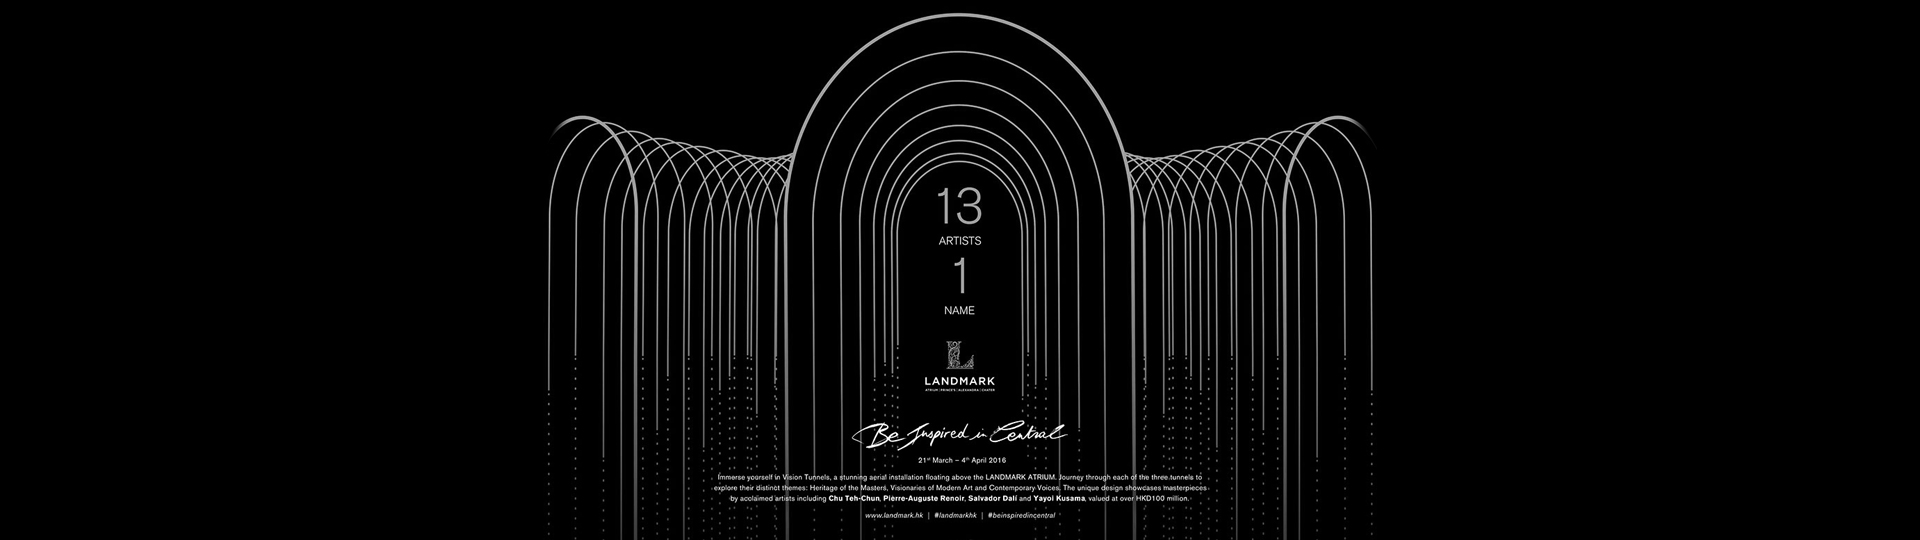 13
ARTISTS
1
NAME
LANDMARK
ATRIUM | PRINCE'S | ALEXANDRA | CHATER
Be Inspired in Central
21st March – 4th April 2016
Immerse yourself in Vision Tunnels, a stunning aerial installation floating above the LANDMARK ATRIUM. Journey through each of the three tunnels to
explore their distinct themes: Heritage of the Masters, Visionaries of Modern Art and Contemporary Voices. The unique design showcases masterpieces
by acclaimed artists including Chu Teh-Chun, Pierre-Auguste Renoir, Salvador Dalí and Yayoi Kusama, valued at over HKD100 million.
www.landmark.hk | #landmarkhk | #beinspiredincentral